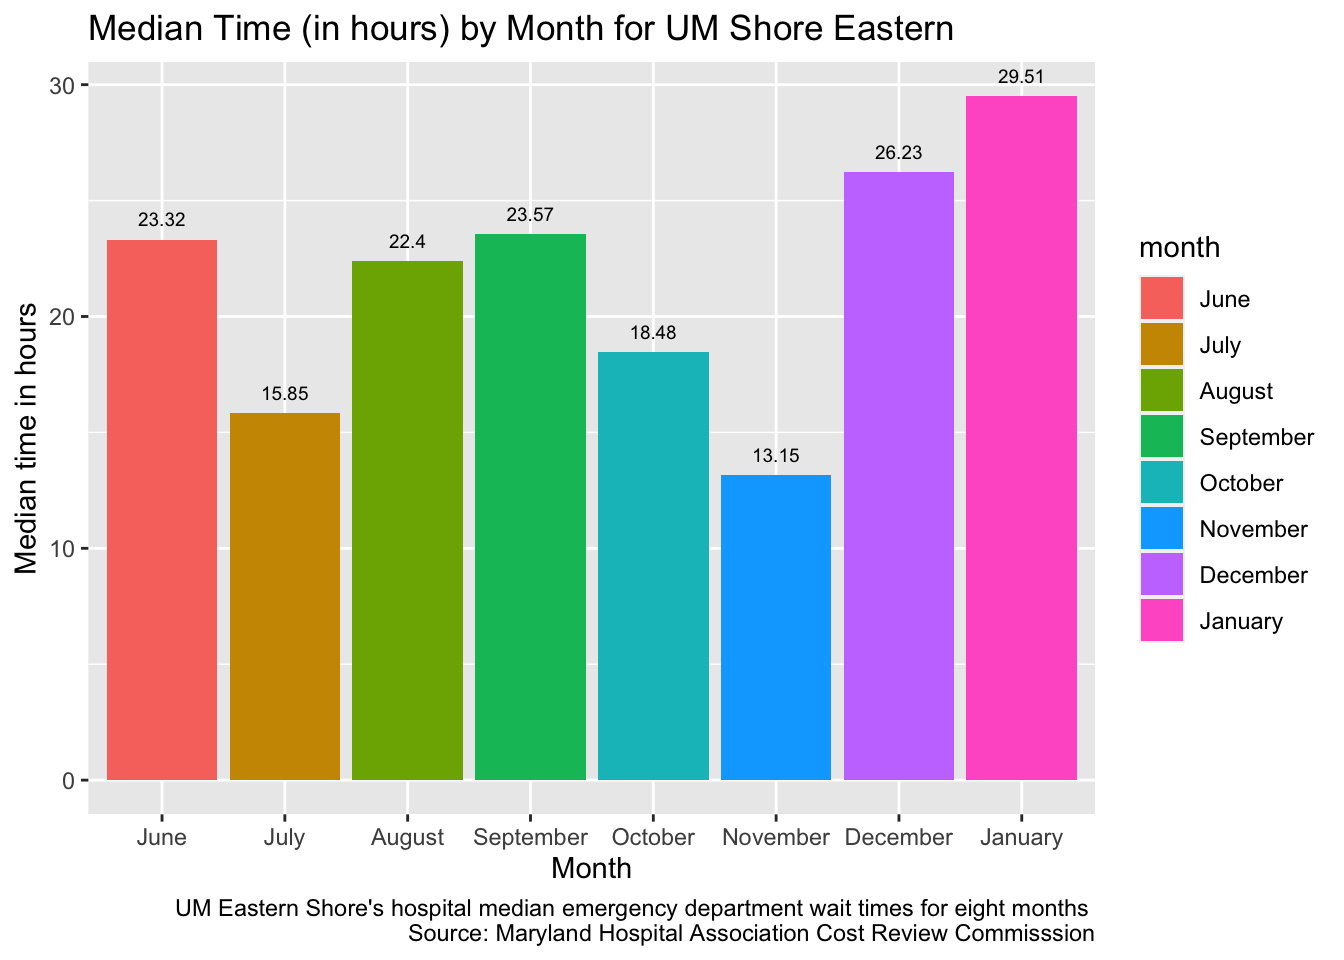 Median Time (in hours) by Month for UM Shore Eastern
Median time in hours
30
20
10
0
23.32
15.85
22.4
23.57
18.48
13.15
26.23
29.51
June
July
August
September
October
November
December
January
Month
month
June
July
August
September
October
November
December
January
UM Eastern Shore's hospital median emergency department wait times for eight months
Source: Maryland Hospital Association Cost Review Commisssion